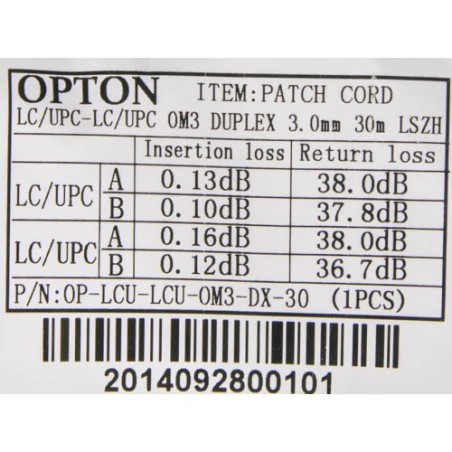 OPTON ITEM:PATCH CORD
LC/UPC-LC/UPC OM3 DUPLEX 3.0mm 30m LSZH
Insertion loss Return loss
LC/UPC A 0.13dB 38.0dB
B 0.10dB 37.8dB
LC/UPC A 0.16dB 38.0dB
B 0.12dB 36.7dB
P/N:OP-LCU-LCU-OM3-DX-30 (1PCS)
2014092800101